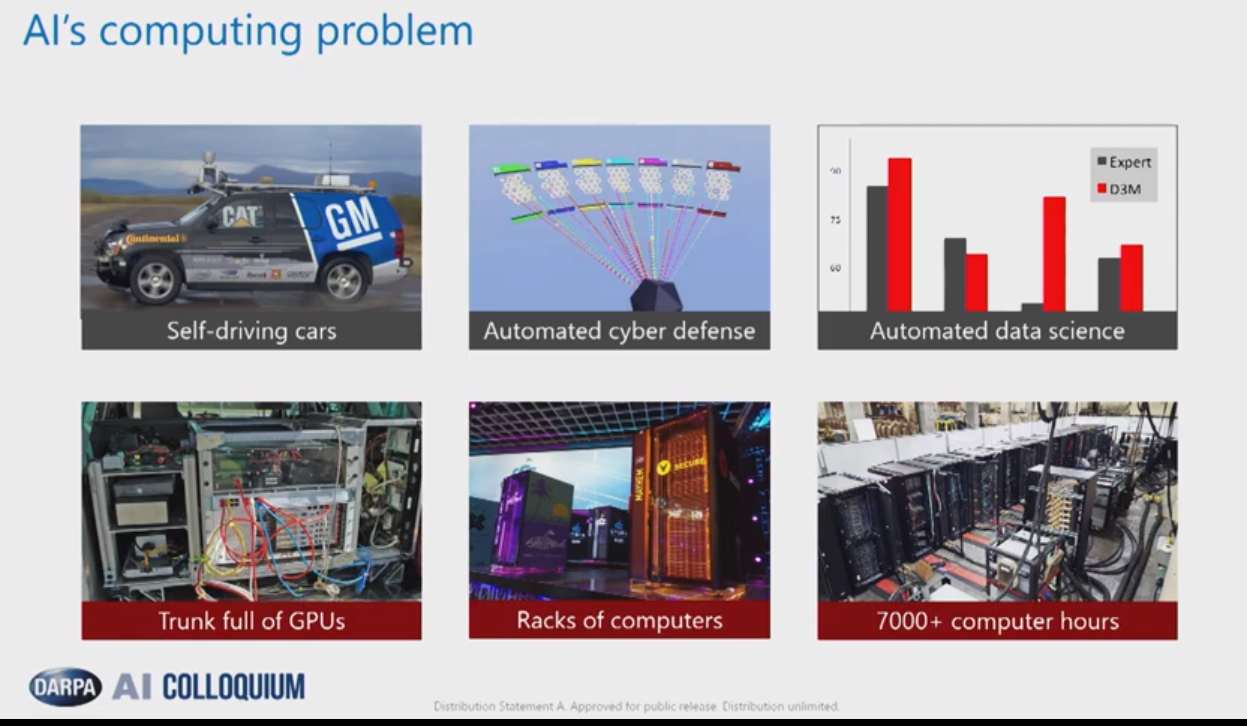 AI's computing problem
CAT
GM
Continental
Self-driving cars
Automated cyber defense
90
75
60
Expert
D3M
Automated data science
Trunk full of GPUs
MAYHEM
V SECURE
Racks of computers
7000+ computer hours
DARPA AI COLLOQUIUM
Distribution Statement A. Approved for public release. Distribution unlimited.